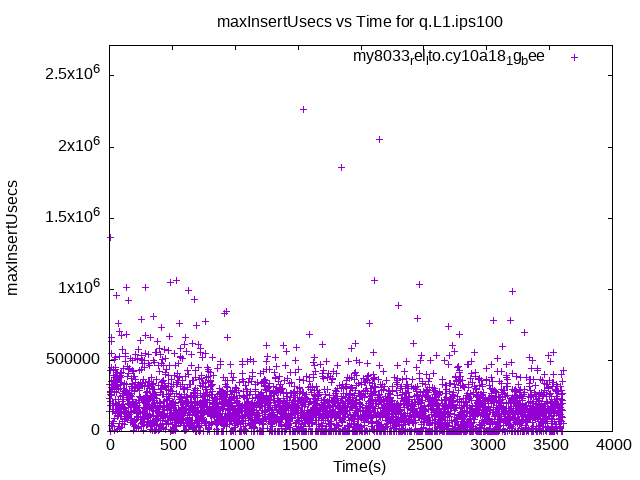 maxInsertUsecs vs Time for q.L1.ips100
my8033_rel_lto.cy10a18_1g_bee
2.5x10^6
2x10^6
1.5x10^6
1x10^6
500000
0
maxInsertUsecs
0 500 1000 1500 2000 2500 3000 3500 4000
Time(s)